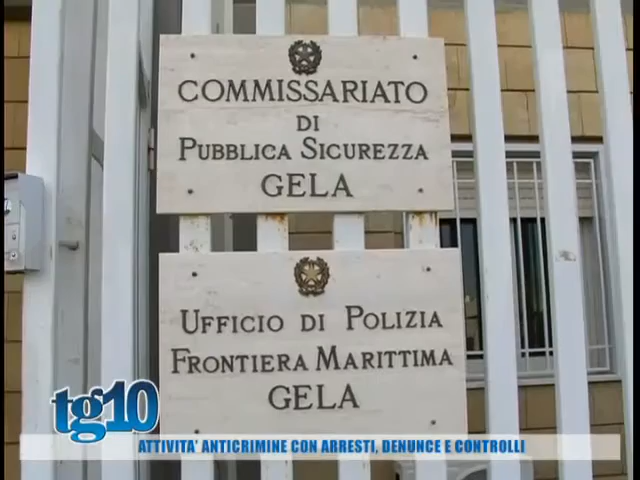 COMMISSARIATO
DI
PUBBLICA SICUREZZA
GELA
UFFICIO DI POLIZIA
FRONTIERA MARITTIMA
GELA
tg10
ATTIVITA' ANTICRIMINE CON ARRESTI, DENUNCE E CONTROLLI